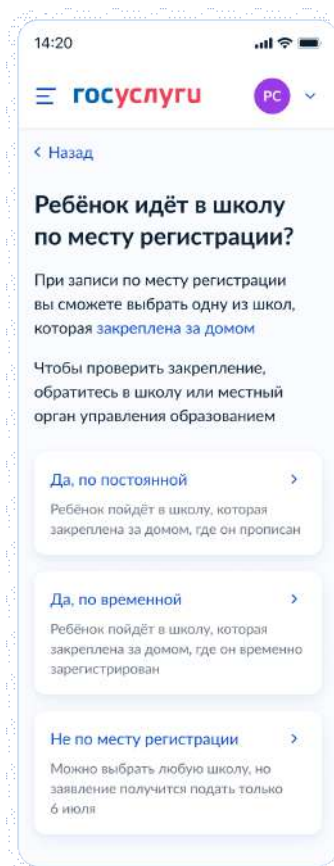 14:20
госуслуги
РС
Назад
Ребёнок идёт в школу
по месту регистрации?
При записи по месту регистрации
вы сможете выбрать одну из школ,
которая закреплена за домом
Чтобы проверить закрепление,
обратитесь в школу или местный
орган управления образованием
Да, по постоянной
Ребёнок пойдёт в школу, которая
закреплена за домом, где он прописан
Да, по временной
Ребёнок пойдёт в школу, которая
закреплена за домом, где он временно
зарегистрирован
Не по месту регистрации
Можно выбрать любую школу, но
заявление получится подать только
6 июля